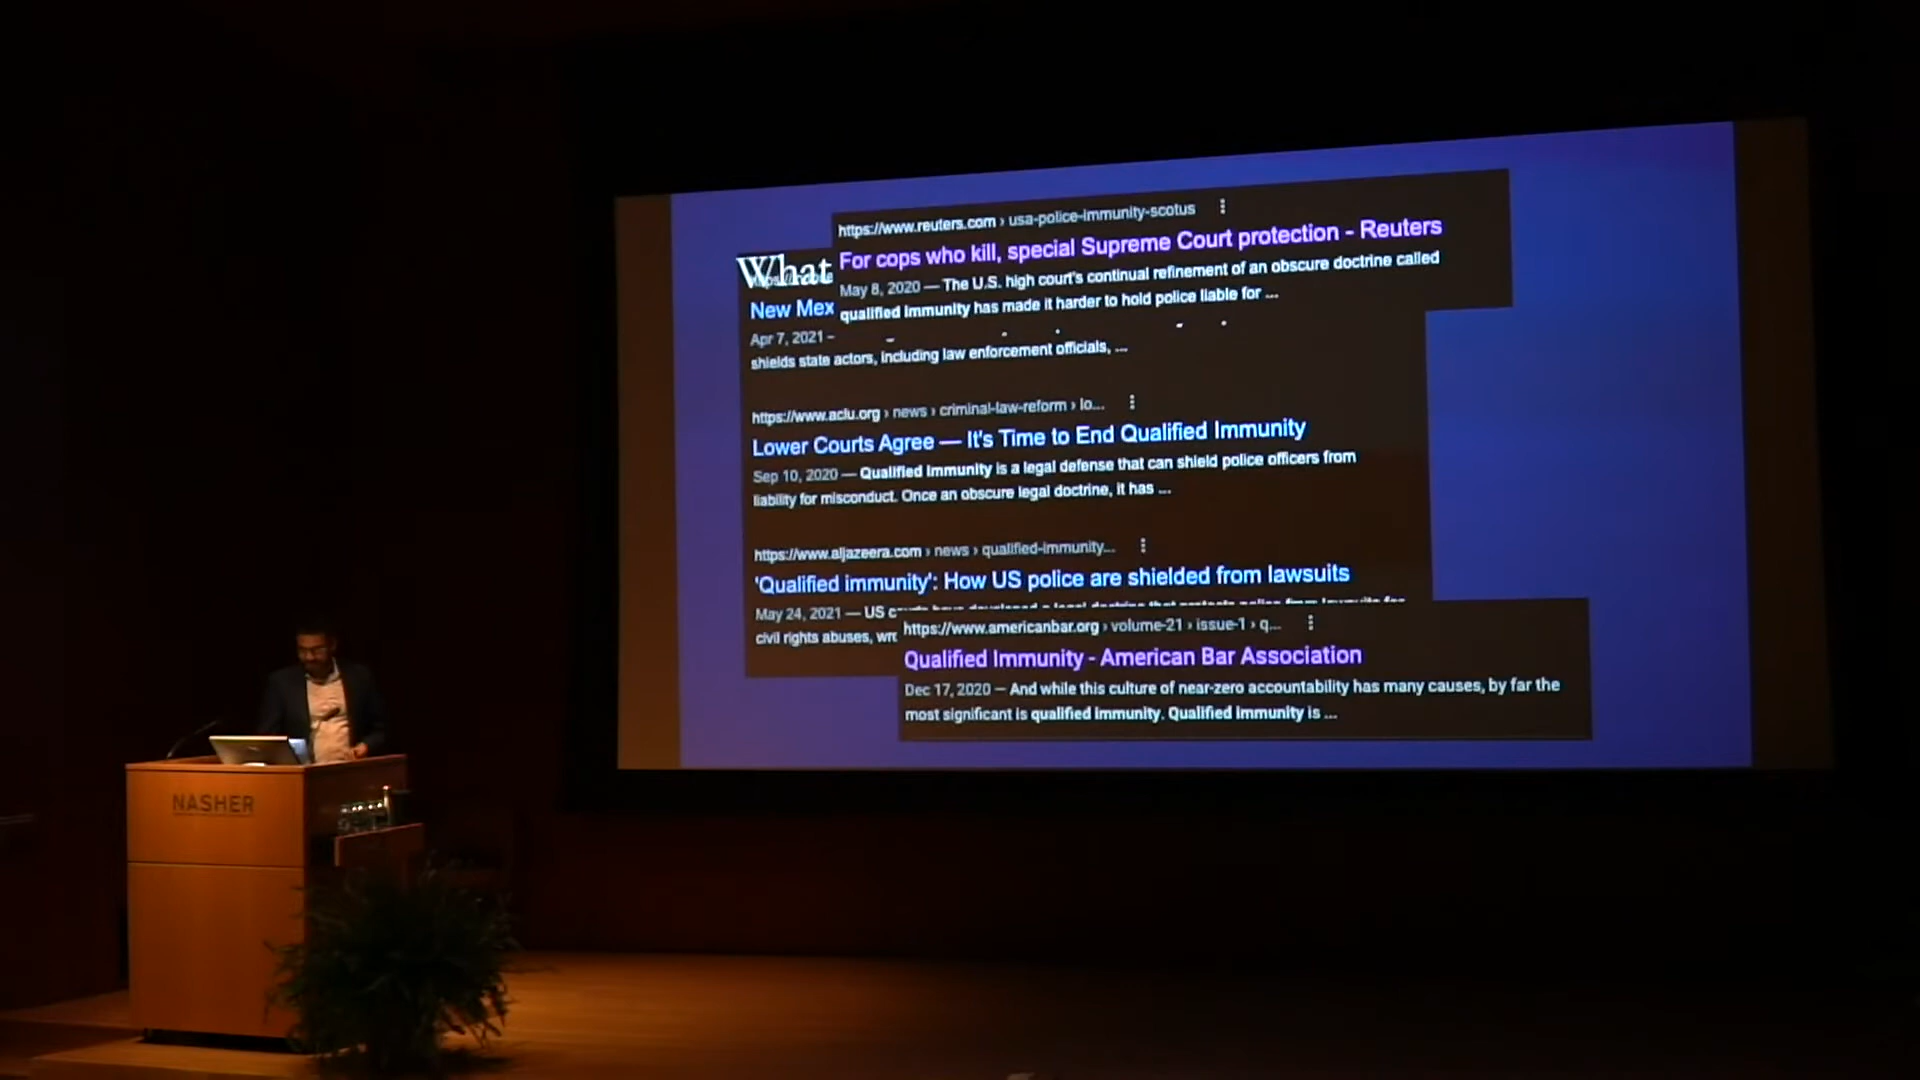 https://www.reuters.com › usa-police-immunity-scotus
For cops who kill, special Supreme Court protection - Reuters
May 8, 2020 — The U.S. high court's continual refinement of an obscure doctrine called
qualified immunity has made it harder to hold police liable for ...
What
New Mex
Apr 7, 2021 –
shields state actors, including law enforcement officials, ...
https://www.aclu.org › news › criminal-law-reform › lo...
Lower Courts Agree — It's Time to End Qualified Immunity
Sep 10, 2020 — Qualified Immunity is a legal defense that can shield police officers from
liability for misconduct. Once an obscure legal doctrine, it has ...
https://www.aljazeera.com › news › qualified-immunity...
'Qualified immunity': How US police are shielded from lawsuits
May 24, 2021 — US
civil rights abuses,
https://www.americanbar.org › volume-21 › issue-1 › q...
Qualified Immunity - American Bar Association
Dec 17, 2020 — And while this culture of near-zero accountability has many causes, by far the
most significant is qualified immunity. Qualified immunity is ...
NASHER